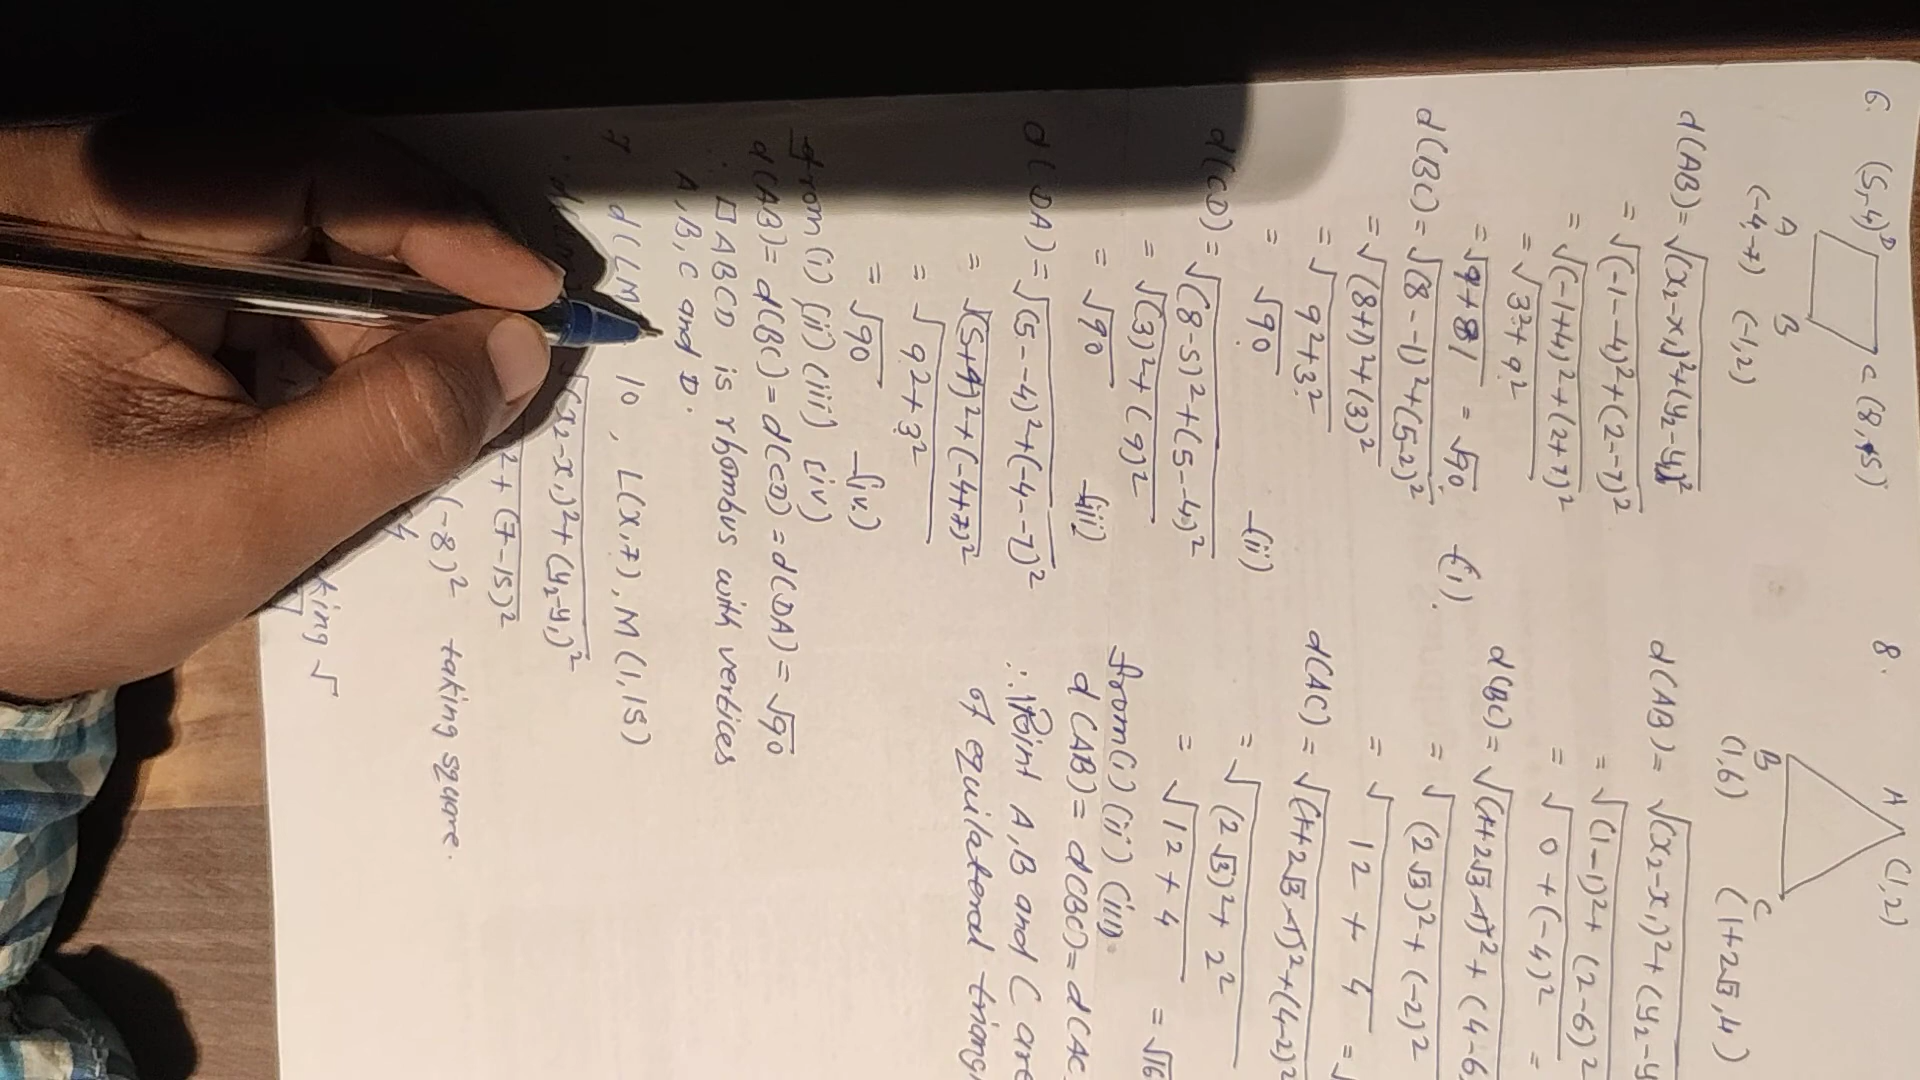 6. (5,-4) D C (8,5)
A B
(-4,-7) (-1,2)
d(AB) = √(x₂-x₁)²+(y₂-y₁)²
= √(-1--4)²+(2--7)²
= √(-1+4)²+(2+7)²
= √3²+9²
= √9+81 = √90. -(i).
d(BC) = √(8--1)²+(5-2)²
= √(8+1)²+(3)²
= √9²+3²
= √90 -(ii)
d(CD) = √(8-5)²+(5--4)²
= √(3)²+(9)²
= √90 -(iii)
d(DA) = √(5--4)²+(-4--7)²
= √(5+4)²+(-4+7)²
= √9²+3²
= √90 -(iv)
from (i) (ii) (iii) (iv)
d(AB) = d(BC) = d(CD) = d(DA) = √90
∴ □ABCD is rhombus with vertices
A, B, C and D.
7 d(LM 10, L(x,7), M(1,15)
√(x₂-x₁)²+(y₂-y₁)²
²+(7-15)²
(-8)² taking square.
64
king √
8. A (1,2)
B C
(1,6) (1+2√3,4)
d(AB) = √(x₂-x₁)²+(y₂-y
= √(1-1)²+(2-6)²
= √0+(-4)² =
d(BC) = √(1+2√3-1)²+(4-6
= √(2√3)²+(-2)²
= √12+4 = √
d(AC) = √(1+2√3-1)²+(4-2)²
= √(2√3)²+2²
= √12+4 = √16
from (i) (ii) (iii)
d(AB) = d(BC) = d(AC
∴ Point A, B and C are
of equilateral triang